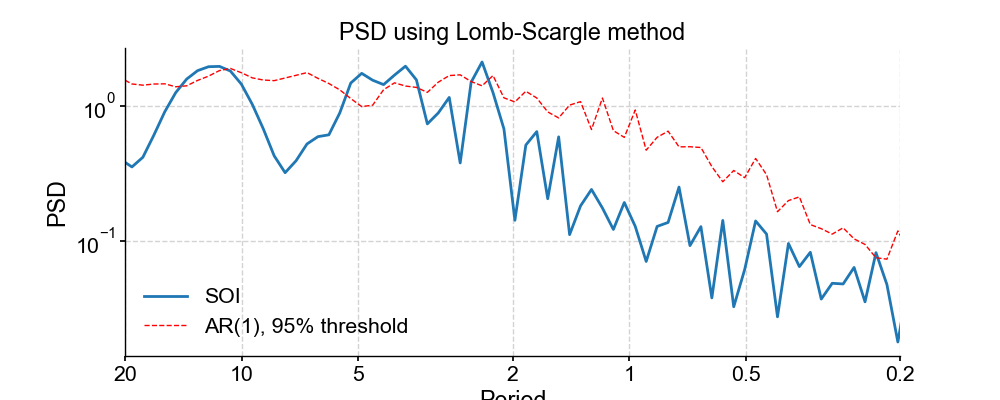 PSD using Lomb-Scargle method
PSD
10^0
10^-1
SOI
AR(1), 95% threshold
20 10 5 2 1 0.5 0.2
Period